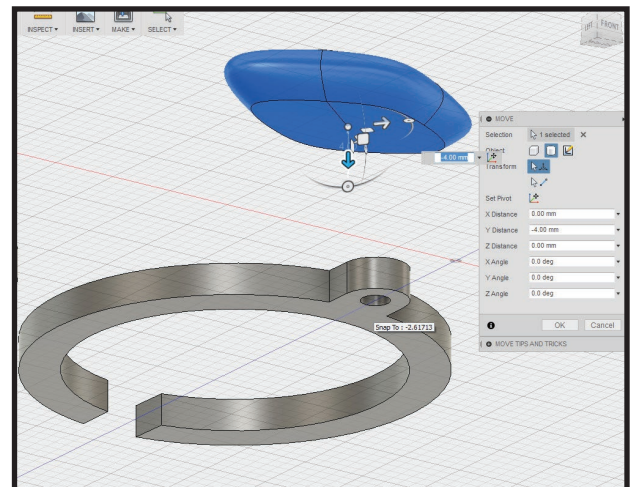 INSPECT▾ INSERT▾ MAKE▾ SELECT▾
FRONT
MOVE
Selection 1 selected ×
Object
-4.00 mm
Transform
Set Pivot
X Distance 0.00 mm
Y Distance -4.00 mm
Z Distance 0.00 mm
X Angle 0.0 deg
Y Angle 0.0 deg
Z Angle 0.0 deg
Snap To : -2.61713
OK Cancel
MOVE TIPS AND TRICKS